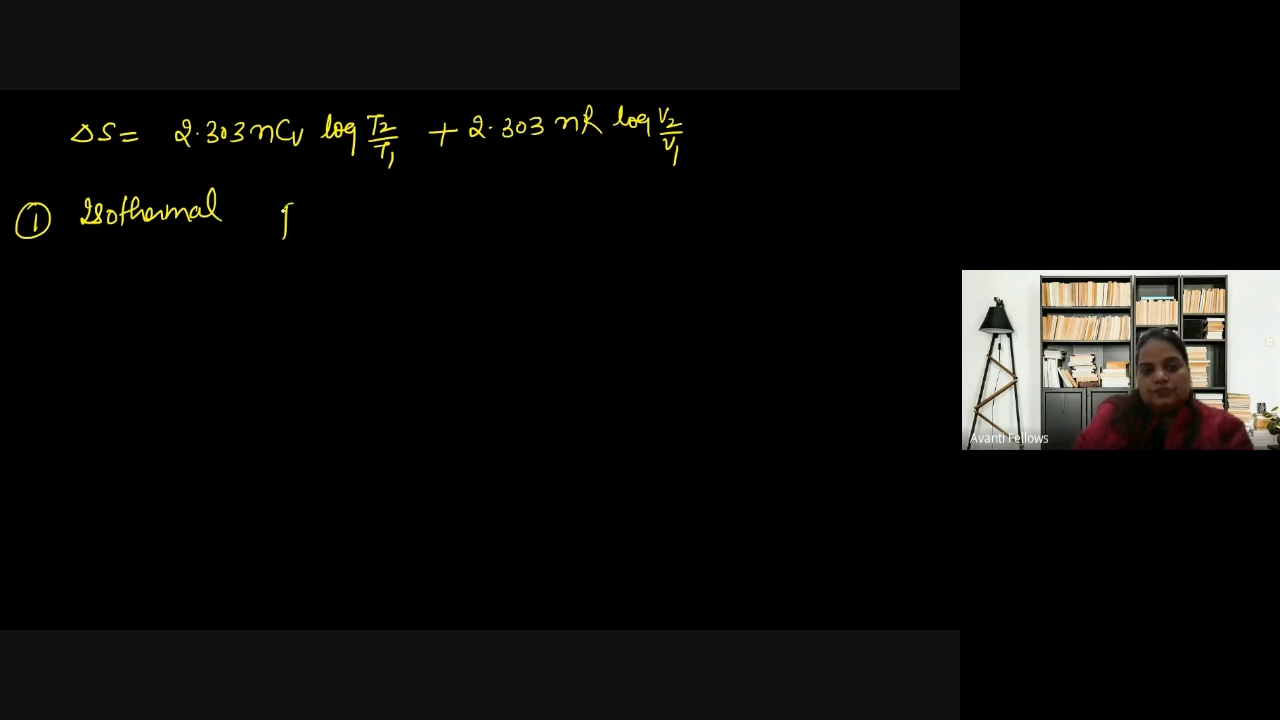 ΔS = 2.303 nCv log T2/T1 + 2.303 nR log V2/V1
① Isothermal
Avanti Fellows